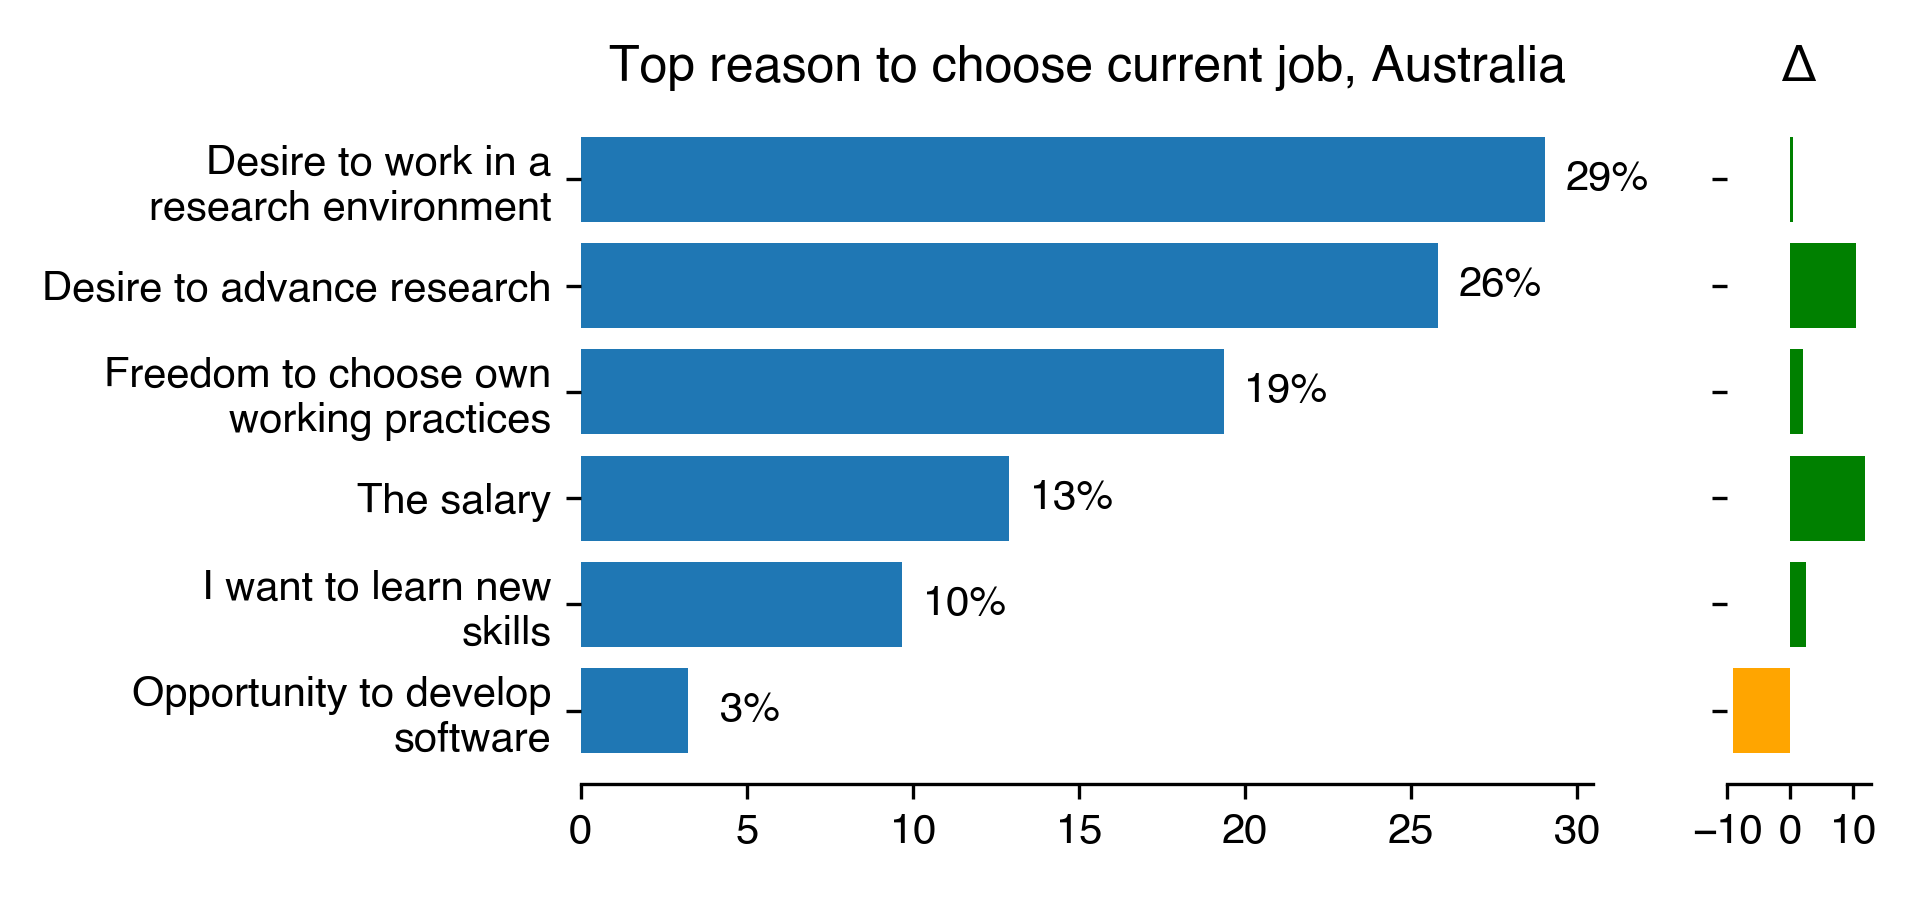 Top reason to choose current job, Australia
Δ
Desire to work in a
research environment
29%
Desire to advance research
26%
Freedom to choose own
working practices
19%
The salary
13%
I want to learn new
skills
10%
Opportunity to develop
software
3%
0 5 10 15 20 25 30
−10 0 10